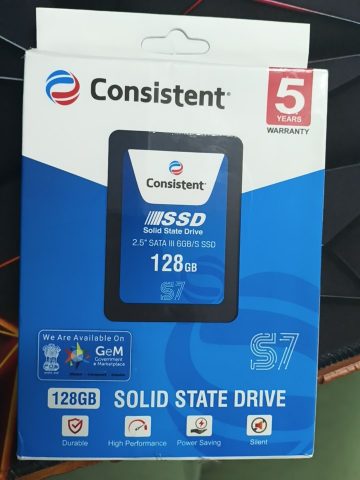 Consistent
5
YEARS
WARRANTY
Consistent
SSD
Solid State Drive
2.5" SATA III 6GB/S SSD
128GB
S7
We Are Available On
GeM
Government
e Marketplace
S7
128GB SOLID STATE DRIVE
Durable High Performance Power Saving Silent